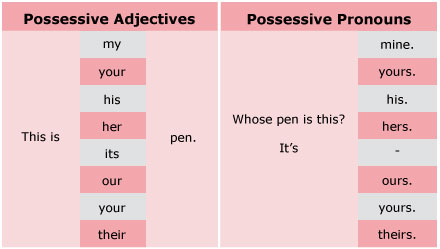 Possessive Adjectives
Possessive Pronouns
This is
my
your
his
her
its
our
your
their
pen.
Whose pen is this?
It's
mine.
yours.
his.
hers.
-
ours.
yours.
theirs.